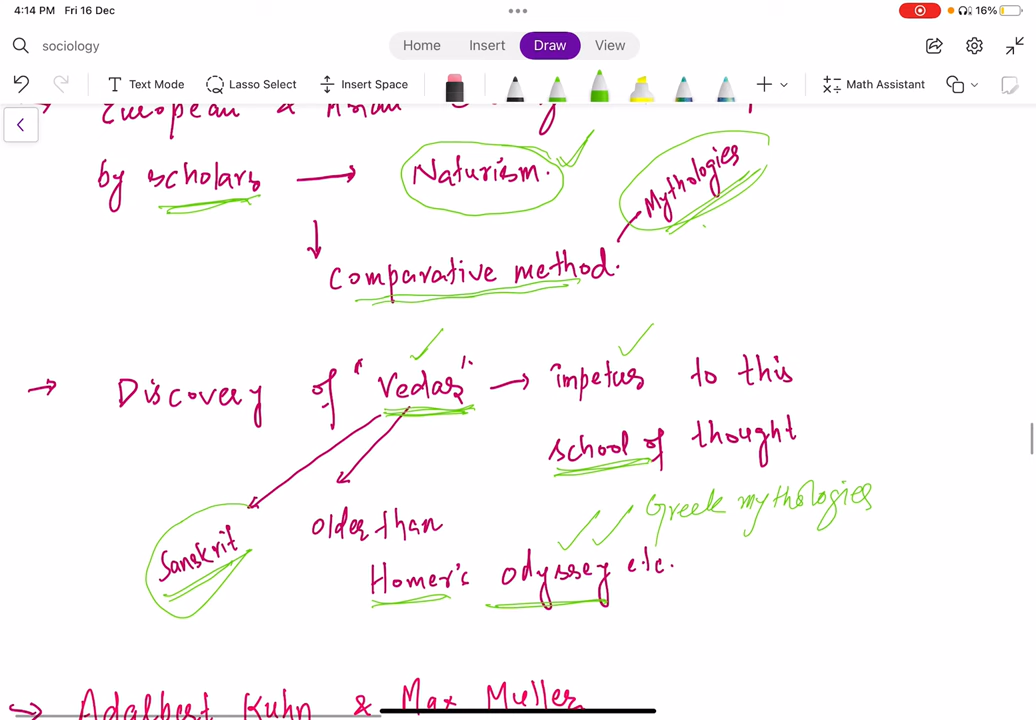 4:14 PM Fri 16 Dec
16%
sociology
Home Insert Draw View
Text Mode Lasso Select Insert Space Math Assistant
European &
by scholars → Naturism.
Mythologies
Comparative method.
→ Discovery of "Vedas" → impetus to this
school of thought
Greek mythologies
Sanskrit
older than
Homer's odyssey etc.
→ Adalbert Kuhn & Max Muller